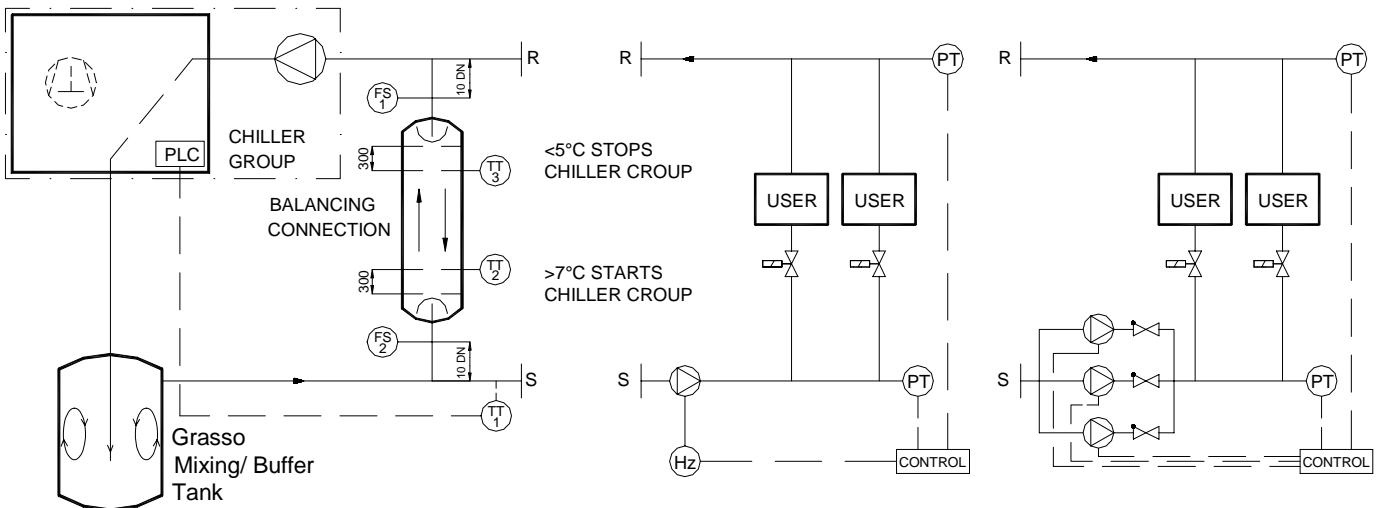 R
10 DN
FS
1
PLC
CHILLER
GROUP
300
TT
3
<5°C STOPS
CHILLER CROUP
BALANCING
CONNECTION
TT
2
>7°C STARTS
CHILLER CROUP
300
FS
2
10 DN
S
TT
1
Grasso
Mixing/ Buffer
Tank
R
PT
USER
USER
S
PT
Hz
CONTROL
R
PT
USER
USER
S
PT
CONTROL